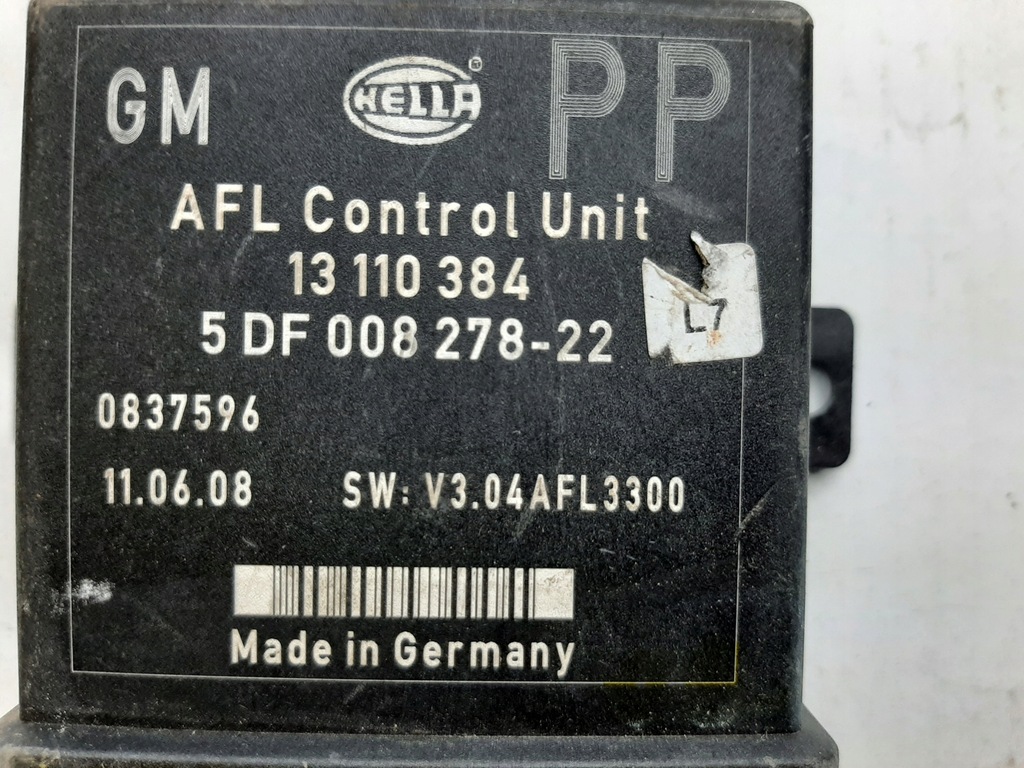 GM HELLA® PP
AFL Control Unit
13 110 384
5 DF 008 278-22
L7
0837596
11.06.08 SW: V3.04AFL3300
Made in Germany